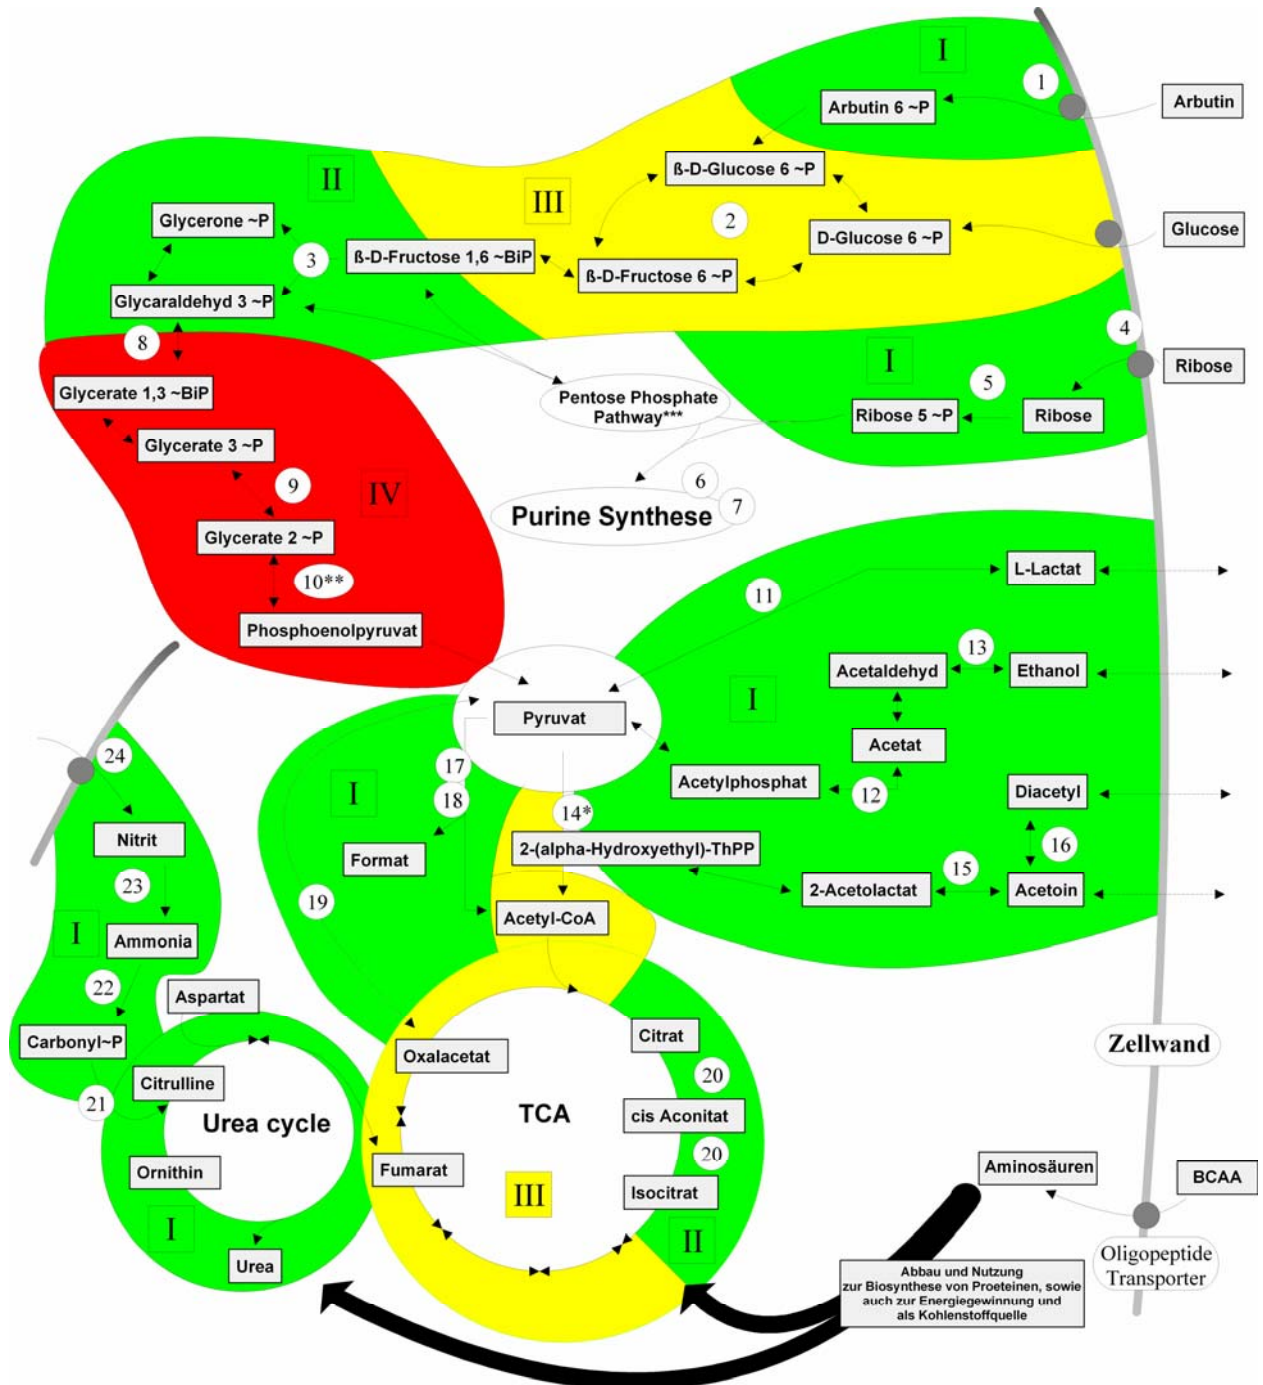 I
1
Arbutin 6 ~P
Arbutin
II
ß-D-Glucose 6 ~P
III
Glycerone ~P
2
D-Glucose 6 ~P
Glucose
3
ß-D-Fructose 1,6 ~BiP
ß-D-Fructose 6 ~P
Glycaraldehyd 3 ~P
8
4
I
Ribose
5
Glycerate 1,3 ~BiP
Pentose Phosphate
Pathway***
Ribose 5 ~P
Ribose
Glycerate 3 ~P
9
IV
6
7
Purine Synthese
Glycerate 2 ~P
10**
L-Lactat
11
Phosphoenolpyruvat
13
Acetaldehyd
Ethanol
I
Pyruvat
Acetat
24
17
Acetylphosphat
12
Diacetyl
I
18
14*
Nitrit
2-(alpha-Hydroxyethyl)-ThPP
16
Format
23
15
19
2-Acetolactat
Acetoin
Acetyl-CoA
I
Ammonia
22
Aspartat
Carbonyl~P
Oxalacetat
Citrat
Zellwand
20
Citrulline
21
Urea cycle
TCA
cis Aconitat
20
Ornithin
Fumarat
Aminosäuren
BCAA
III
Isocitrat
I
II
Urea
Oligopeptide
Transporter
Abbau und Nutzung
zur Biosynthese von Proeteinen, sowie
auch zur Energiegewinnung und
als Kohlenstoffquelle